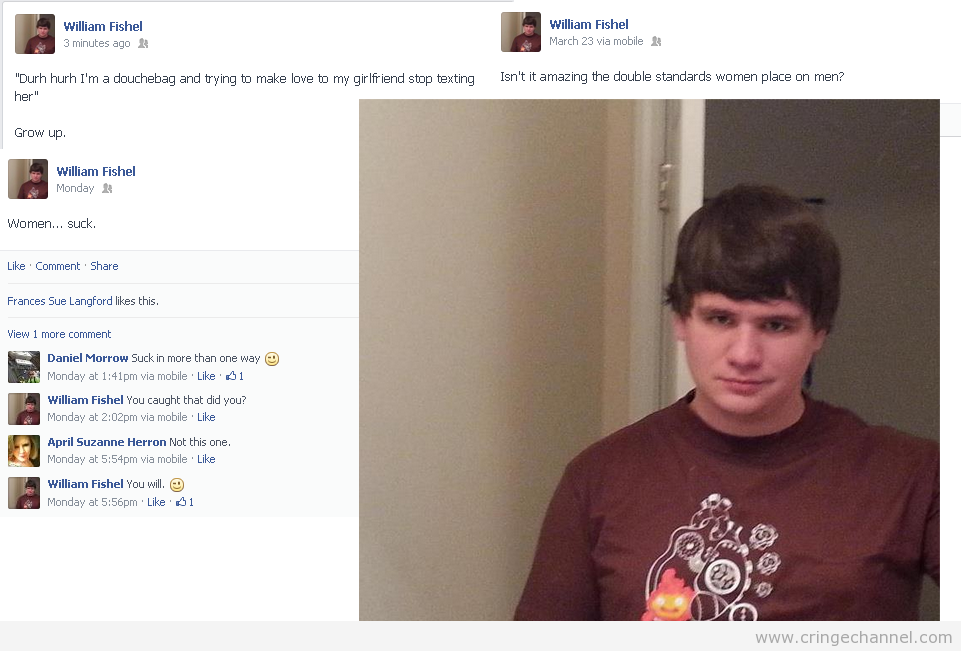 William Fishel
3 minutes ago
"Durh hurh I'm a douchebag and trying to make love to my girlfriend stop texting
her"
Grow up.
William Fishel
March 23 via mobile
Isn't it amazing the double standards women place on men?
William Fishel
Monday
Women... suck.
Like · Comment · Share
Frances Sue Langford likes this.
View 1 more comment
Daniel Morrow Suck in more than one way
Monday at 1:41pm via mobile · Like · 1
William Fishel You caught that did you?
Monday at 2:02pm via mobile · Like
April Suzanne Herron Not this one.
Monday at 5:54pm via mobile · Like
William Fishel You will.
Monday at 5:56pm · Like · 1
www.cringechannel.com